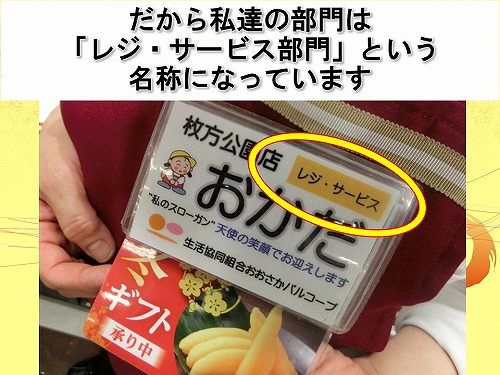 だから私達の部門は
「レジ・サービス部門」という
名称になっています
枚方公園店
レジ・サービス
おかだ
"私のスローガン"天使の笑顔でお迎えします
生活協同組合おおさかパルコープ
冬
ギフト
承り中